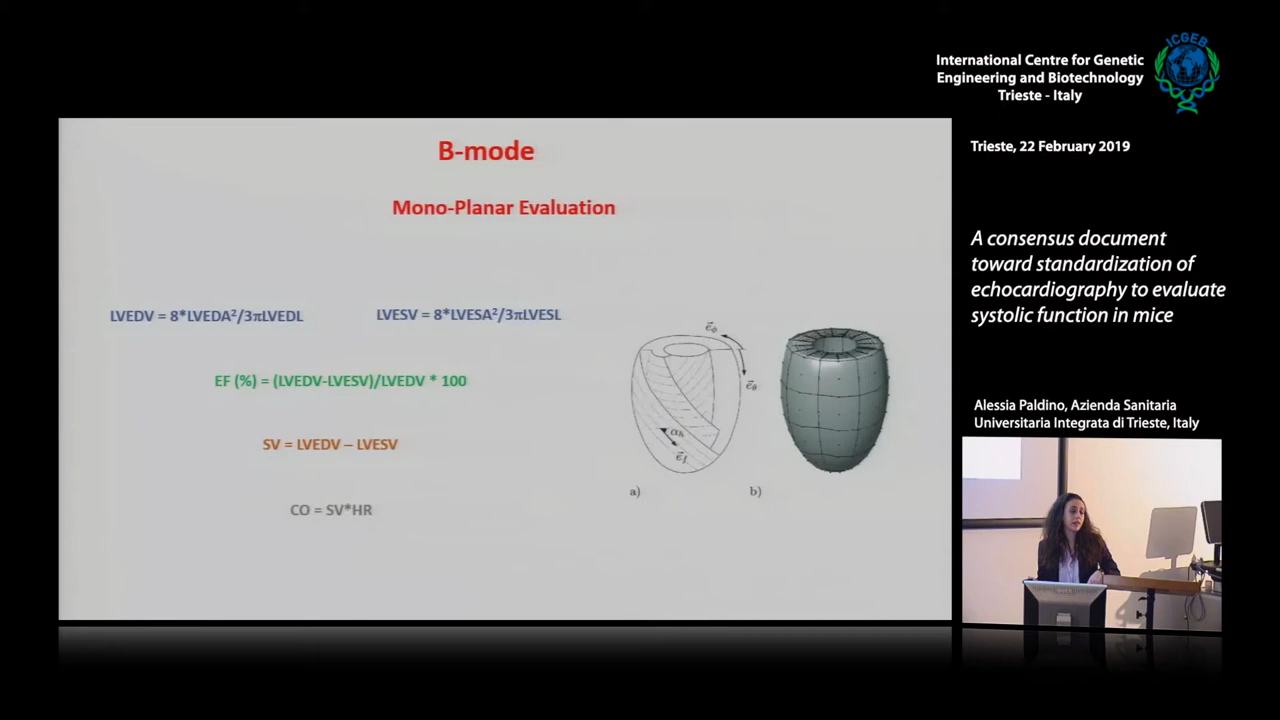 ICGEB
International Centre for Genetic
Engineering and Biotechnology
Trieste - Italy
Trieste, 22 February 2019
B-mode
Mono-Planar Evaluation
LVEDV = 8*LVEDA²/3πLVEDL
LVESV = 8*LVESA²/3πLVESL
EF (%) = (LVEDV-LVESV)/LVEDV * 100
SV = LVEDV – LVESV
CO = SV*HR
a)
b)
A consensus document
toward standardization of
echocardiography to evaluate
systolic function in mice
Alessia Paldino, Azienda Sanitaria
Universitaria Integrata di Trieste, Italy